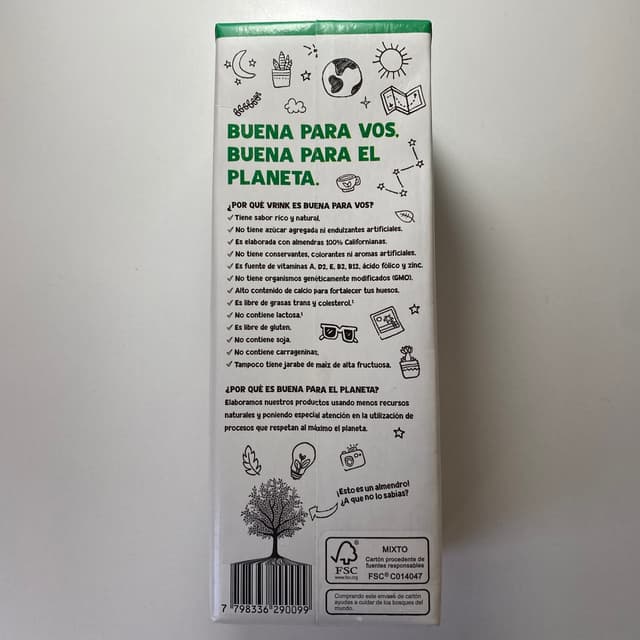 BUENA PARA VOS.
BUENA PARA EL
PLANETA.
¿POR QUÉ VRINK ES BUENA PARA VOS?
✓ Tiene sabor rico y natural.
✓ No tiene azúcar agregada ni endulzantes artificiales.
✓ Es elaborada con almendras 100% Californianas.
✓ No tiene conservantes, colorantes ni aromas artificiales.
✓ Es fuente de vitaminas A, D2, E, B2, B12, ácido fólico y zinc.
✓ No tiene organismos genéticamente modificados (GMO).
✓ Alto contenido de calcio para fortalecer tus huesos.
✓ Es libre de grasas trans y colesterol.¹
✓ No contiene lactosa.¹
✓ Es libre de gluten.
✓ No contiene soja.
✓ No contiene carrageninas.
✓ Tampoco tiene jarabe de maíz de alta fructuosa.
¿POR QUÉ ES BUENA PARA EL PLANETA?
Elaboramos nuestros productos usando menos recursos
naturales y poniendo especial atención en la utilización de
procesos que respetan al máximo el planeta.
¡Esto es un almendro!
¿A que no lo sabías?
FSC
www.fsc.org
MIXTO
Cartón procedente de
fuentes responsables
FSC® C014047
Comprando este envase de cartón
ayudas a cuidar de los bosques del
mundo.
7 798336 290099